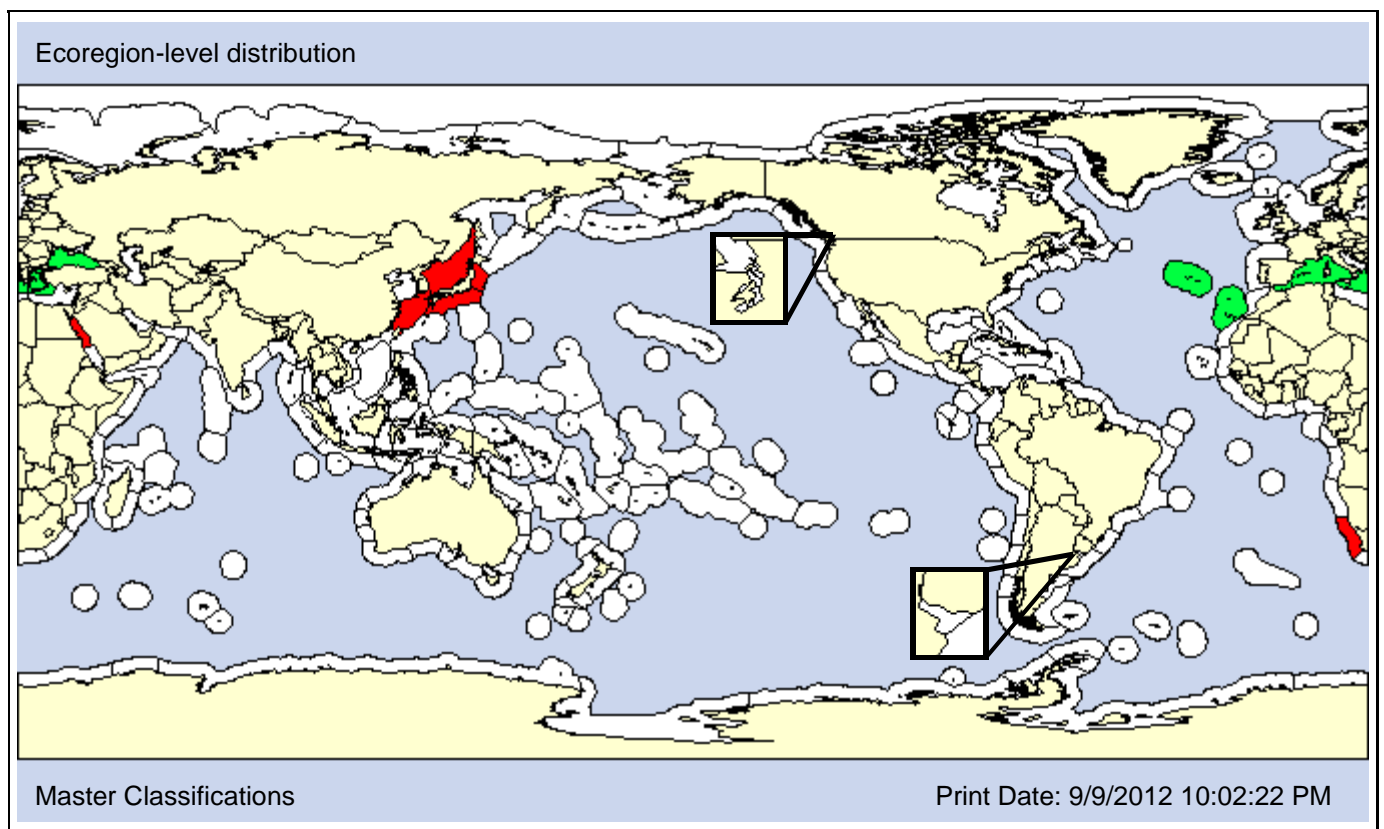 Ecoregion-level distribution
Master Classifications
Print Date: 9/9/2012 10:02:22 PM